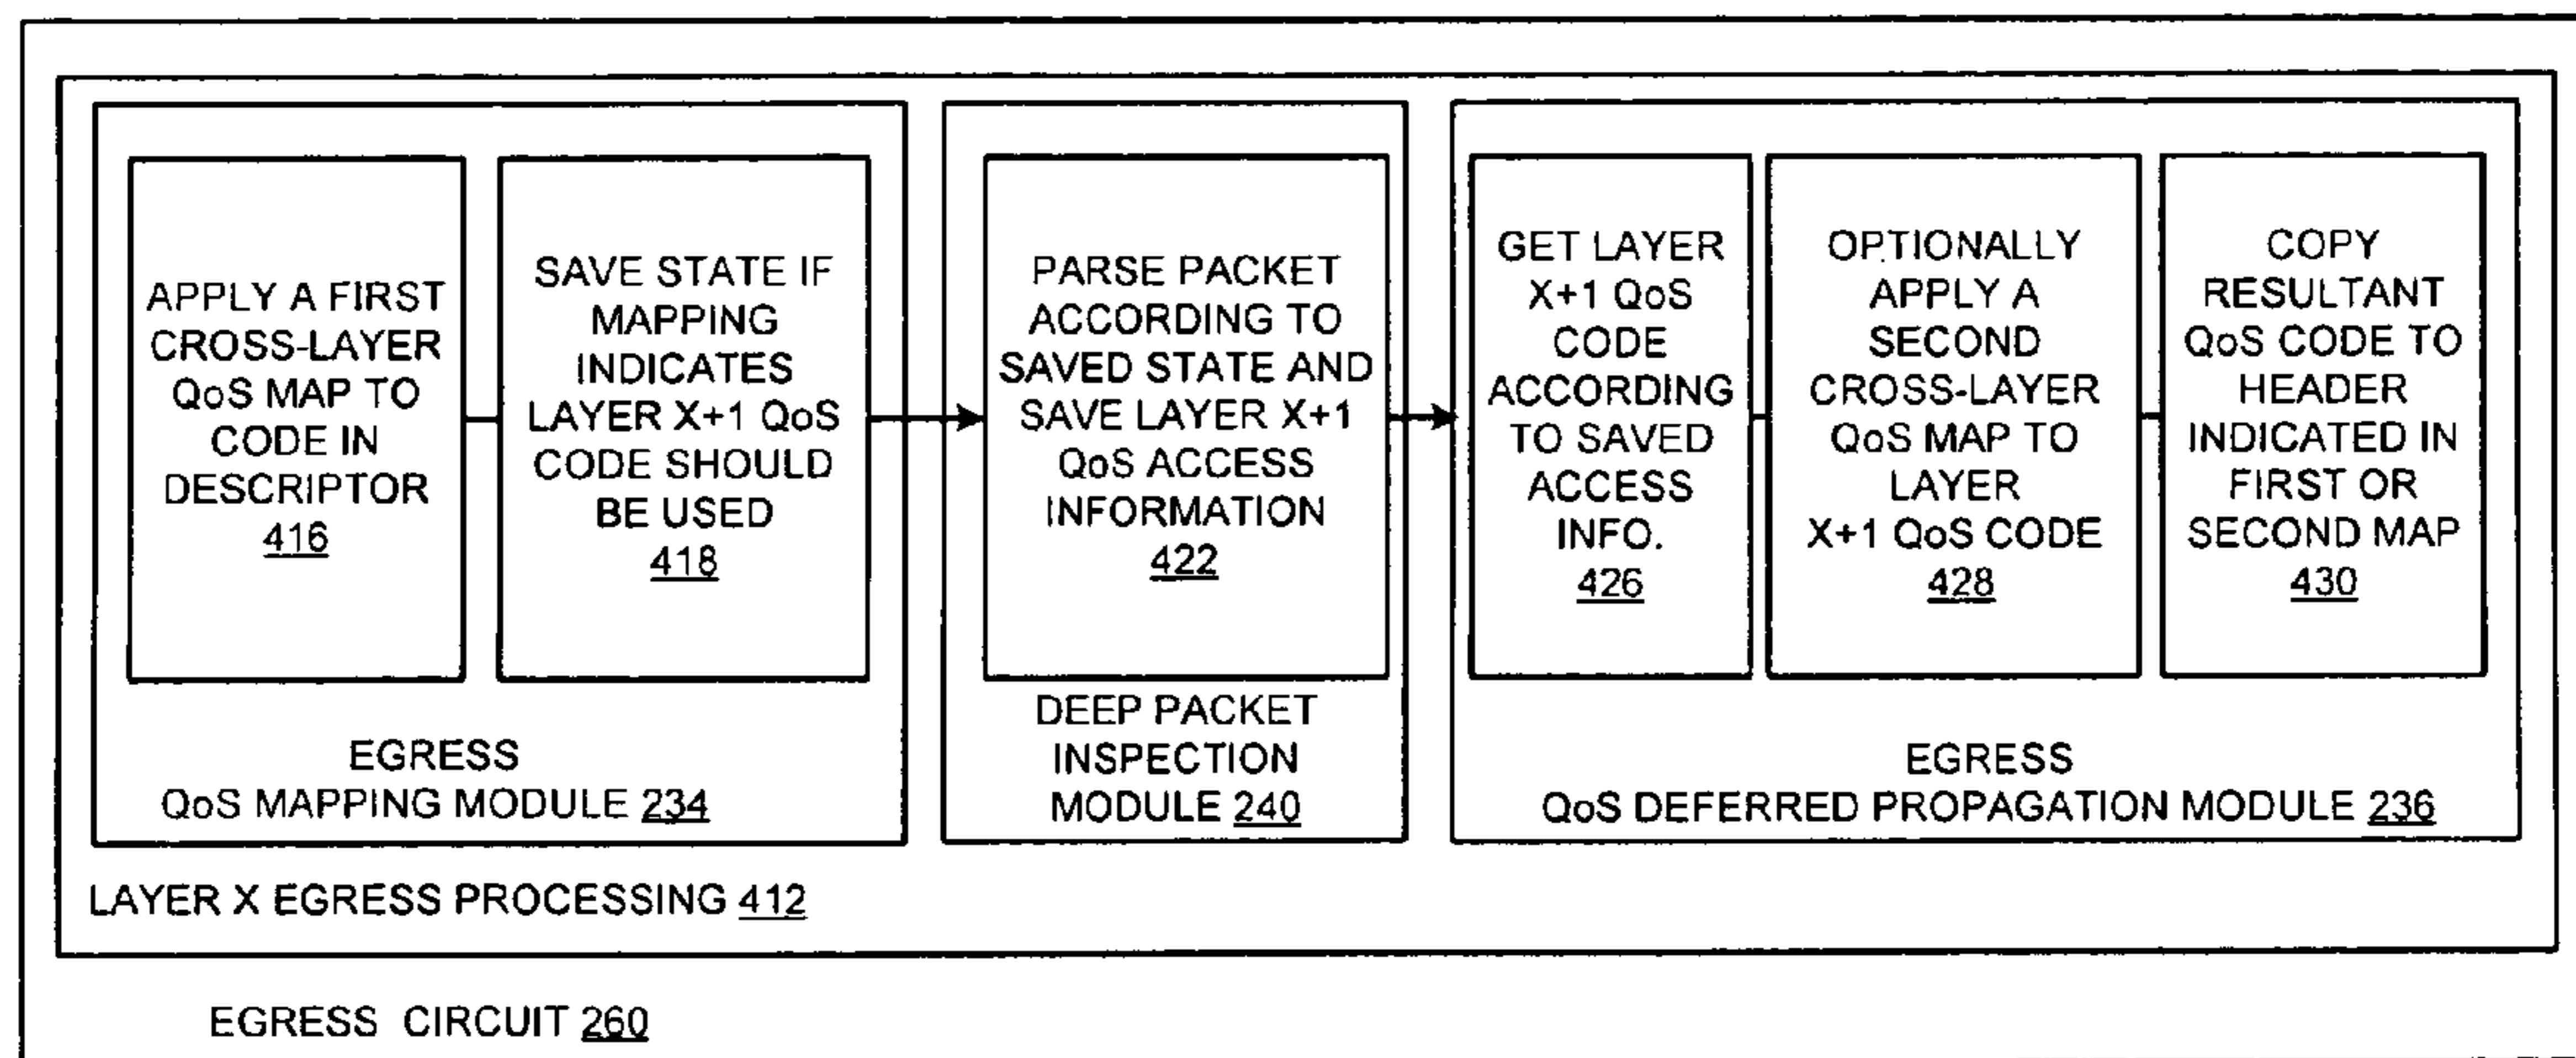 APPLY A FIRST
CROSS-LAYER
QoS MAP TO
CODE IN
DESCRIPTOR
416
SAVE STATE IF
MAPPING
INDICATES
LAYER X+1 QoS
CODE SHOULD
BE USED
418
EGRESS
QoS MAPPING MODULE 234
PARSE PACKET
ACCORDING TO
SAVED STATE AND
SAVE LAYER X+1
QoS ACCESS
INFORMATION
422
DEEP PACKET
INSPECTION
MODULE 240
GET LAYER
X+1 QoS
CODE
ACCORDING
TO SAVED
ACCESS
INFO.
426
OPTIONALLY
APPLY A
SECOND
CROSS-LAYER
QoS MAP TO
LAYER
X+1 QoS CODE
428
COPY
RESULTANT
QoS CODE TO
HEADER
INDICATED IN
FIRST OR
SECOND MAP
430
EGRESS
QoS DEFERRED PROPAGATION MODULE 236
LAYER X EGRESS PROCESSING 412
EGRESS CIRCUIT 260